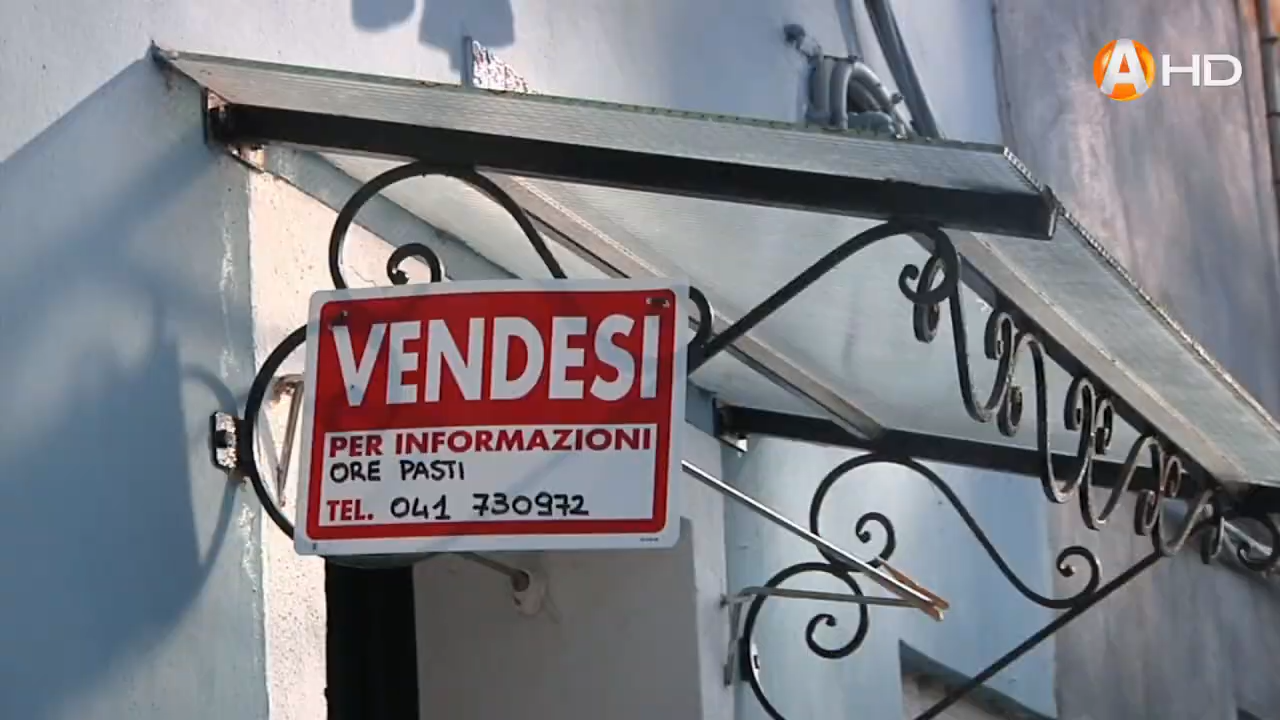 A HD
VENDESI
PER INFORMAZIONI
ORE PASTI
TEL. 041 730972